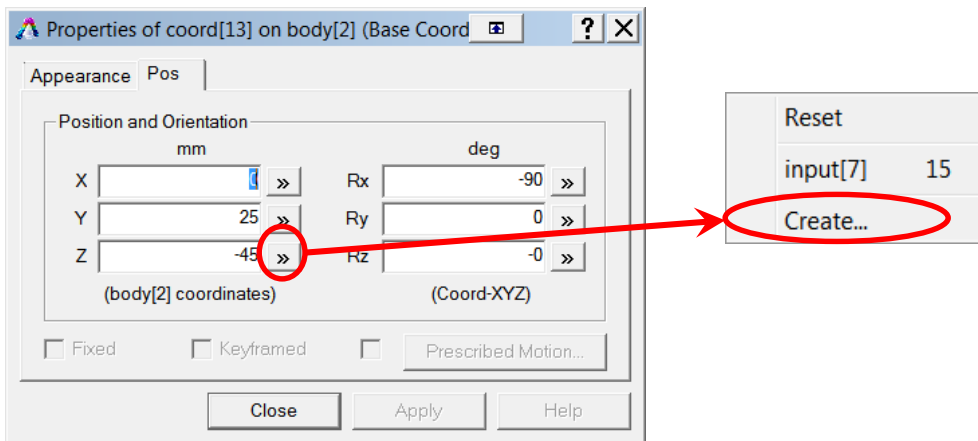 Properties of coord[13] on body[2] (Base Coord
Appearance Pos
Position and Orientation
mm deg
X » Rx -90 »
Y 25 » Ry 0 »
Z -45 » Rz -0 »
(body[2] coordinates) (Coord-XYZ)
Fixed Keyframed Prescribed Motion...
Close Apply Help
Reset
input[7] 15
Create...